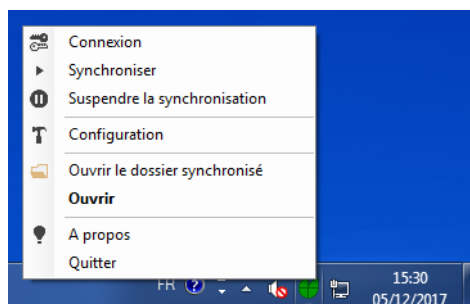 Connexion
Synchroniser
Suspendre la synchronisation
Configuration
Ouvrir le dossier synchronisé
Ouvrir
A propos
Quitter
FR
15:30
05/12/2017